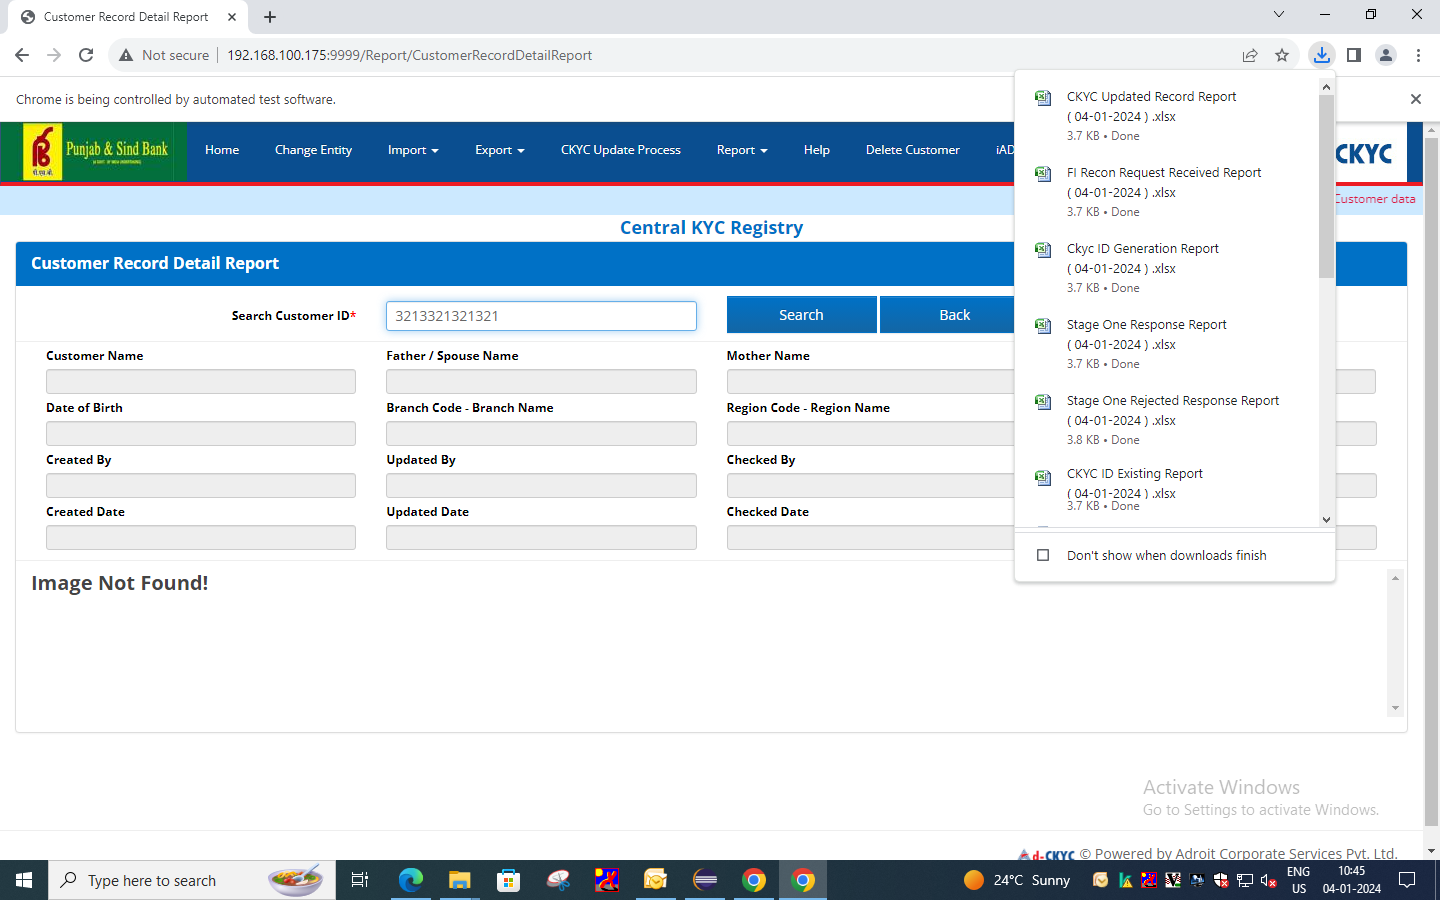 Customer Record Detail Report
Not secure
192.168.100.175:9999/Report/CustomerRecordDetailReport
Chrome is being controlled by automated test software.
Punjab & Sind Bank
Home
Change Entity
Import
Export
CKYC Update Process
Report
Help
Delete Customer
iAD
CKYC
Customer data
Central KYC Registry
Customer Record Detail Report
Search Customer ID*
3213321321321
Search
Back
Customer Name
Father / Spouse Name
Mother Name
Date of Birth
Branch Code - Branch Name
Region Code - Region Name
Created By
Updated By
Checked By
Created Date
Updated Date
Checked Date
Image Not Found!
CKYC Updated Record Report
( 04-01-2024 ) .xlsx
3.7 KB • Done
FI Recon Request Received Report
( 04-01-2024 ) .xlsx
3.7 KB • Done
Ckyc ID Generation Report
( 04-01-2024 ) .xlsx
3.7 KB • Done
Stage One Response Report
( 04-01-2024 ) .xlsx
3.7 KB • Done
Stage One Rejected Response Report
( 04-01-2024 ) .xlsx
3.8 KB • Done
CKYC ID Existing Report
( 04-01-2024 ) .xlsx
3.7 KB • Done
Don't show when downloads finish
Activate Windows
Go to Settings to activate Windows.
Ad-CKYC © Powered by Adroit Corporate Services Pvt. Ltd.
Type here to search
24°C Sunny
ENG
US
10:45
04-01-2024